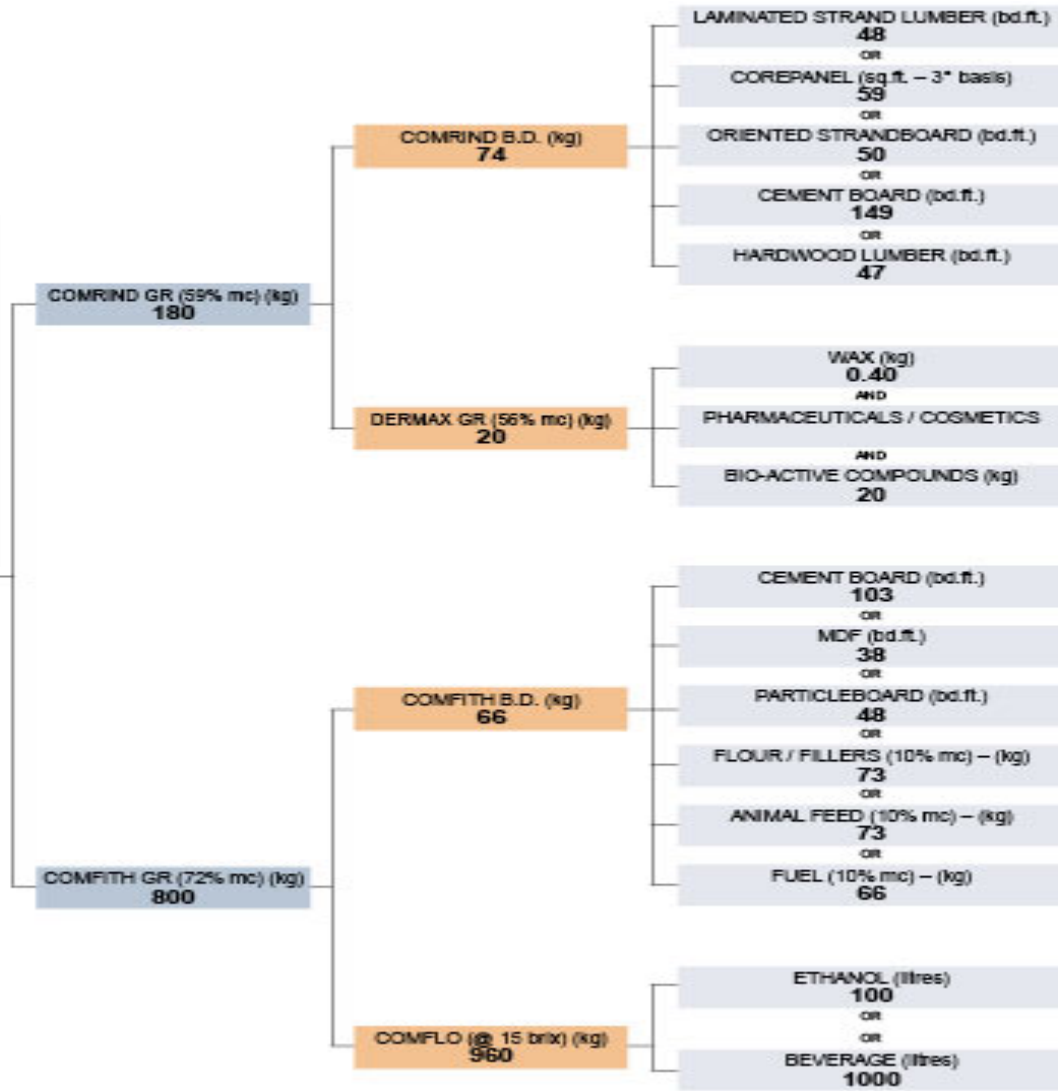 LAMINATED STRAND LUMBER (bd.ft.)
48
OR
COREPANEL (sq.ft. – 3" basis)
59
OR
COMRIND B.D. (kg)
74
ORIENTED STRANDBOARD (bd.ft.)
50
OR
CEMENT BOARD (bd.ft.)
149
OR
HARDWOOD LUMBER (bd.ft.)
47
COMRIND GR (59% mc) (kg)
180
WAX (kg)
0.40
AND
DERMAX GR (56% mc) (kg)
20
PHARMACEUTICALS / COSMETICS
AND
BIO-ACTIVE COMPOUNDS (kg)
20
CEMENT BOARD (bd.ft.)
103
OR
MDF (bd.ft.)
38
OR
COMFITH B.D. (kg)
66
PARTICLEBOARD (bd.ft.)
48
OR
FLOUR / FILLERS (10% mc) – (kg)
73
OR
ANIMAL FEED (10% mc) – (kg)
73
OR
COMFITH GR (72% mc) (kg)
800
FUEL (10% mc) – (kg)
66
ETHANOL (litres)
100
OR
COMFLO (@ 15 brix) (kg)
960
OR
BEVERAGE (litres)
1000